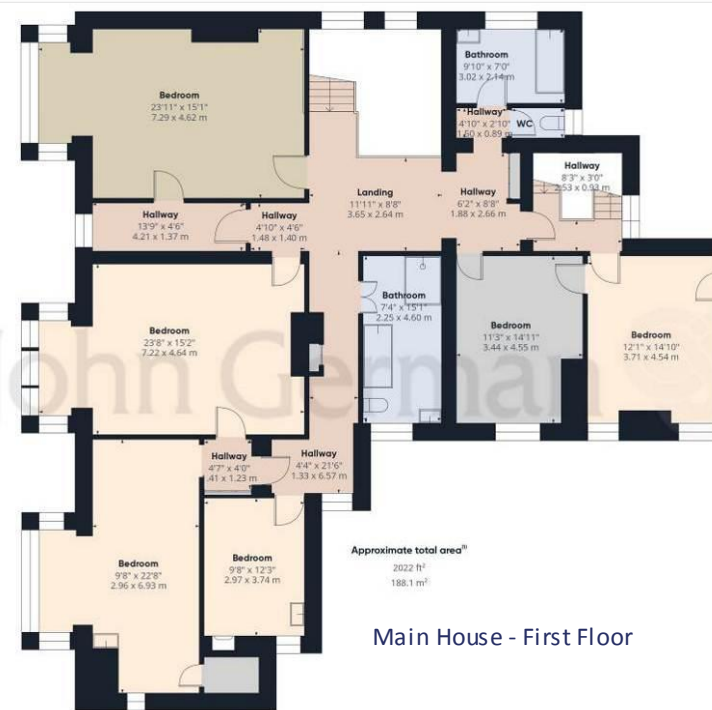 Bathroom
9'10" x 7'0"
3.02 x 2.14 m
Bedroom
23'11" x 15'1"
7.29 x 4.62 m
Hallway
4'10" x 2'10"
1.50 x 0.89 m
WC
Hallway
8'3" x 3'0"
2.53 x 0.93 m
Landing
11'11" x 8'8"
3.65 x 2.64 m
Hallway
6'2" x 8'8"
1.88 x 2.66 m
Hallway
13'9" x 4'6"
4.21 x 1.37 m
Hallway
4'10" x 4'6"
1.48 x 1.40 m
Bathroom
7'4" x 15'1"
2.25 x 4.60 m
Bedroom
23'8" x 15'2"
7.22 x 4.64 m
Bedroom
11'3" x 14'11"
3.44 x 4.55 m
Bedroom
12'1" x 14'10"
3.71 x 4.54 m
John German
Hallway
4'7" x 4'0"
.41 x 1.23 m
Hallway
4'4" x 21'6"
1.33 x 6.57 m
Bedroom
9'8" x 22'8"
2.96 x 6.93 m
Bedroom
9'8" x 12'3"
2.97 x 3.74 m
Approximate total area
2022 ft²
188.1 m²
Main House - First Floor